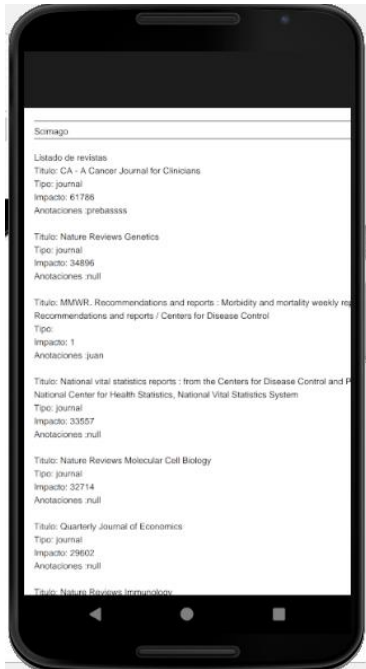 Scimago
Listado de revistas
Titulo: CA - A Cancer Journal for Clinicians
Tipo: journal
Impacto: 61786
Anotaciones :prebassss
Titulo: Nature Reviews Genetics
Tipo: journal
Impacto: 34896
Anotaciones :null
Titulo: MMWR. Recommendations and reports : Morbidity and mortality weekly rep
Recommendations and reports / Centers for Disease Control
Tipo:
Impacto: 1
Anotaciones :juan
Titulo: National vital statistics reports : from the Centers for Disease Control and P
National Center for Health Statistics, National Vital Statistics System
Tipo: journal
Impacto: 33557
Anotaciones :null
Titulo: Nature Reviews Molecular Cell Biology
Tipo: journal
Impacto: 32714
Anotaciones :null
Titulo: Quarterly Journal of Economics
Tipo: journal
Impacto: 29602
Anotaciones :null
Titulo: Nature Reviews Immunology